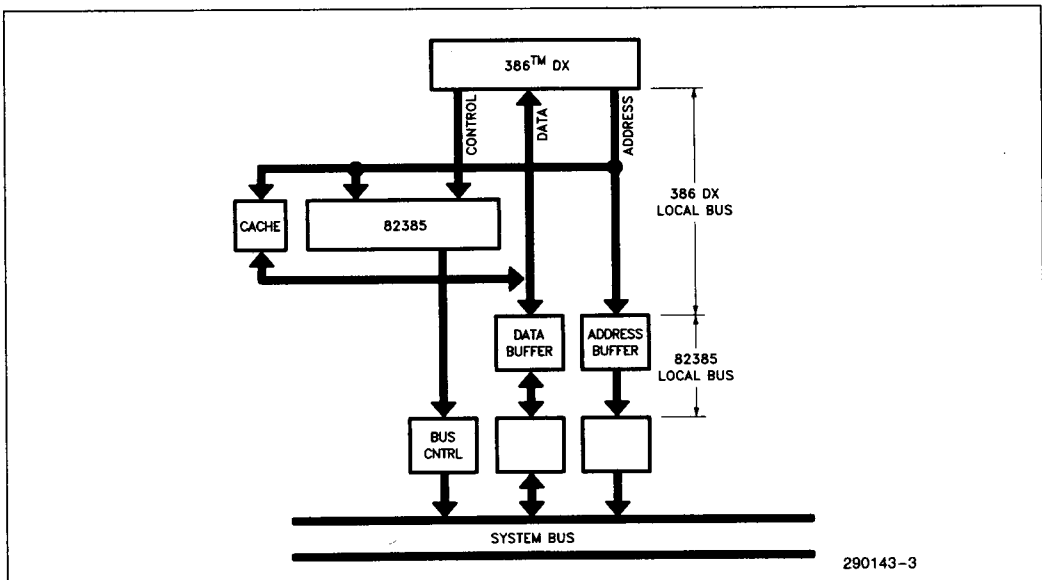 386™ DX
CONTROL
DATA
ADDRESS
386 DX
LOCAL BUS
CACHE
82385
DATA
BUFFER
ADDRESS
BUFFER
82385
LOCAL BUS
BUS
CNTRL
SYSTEM BUS
290143-3